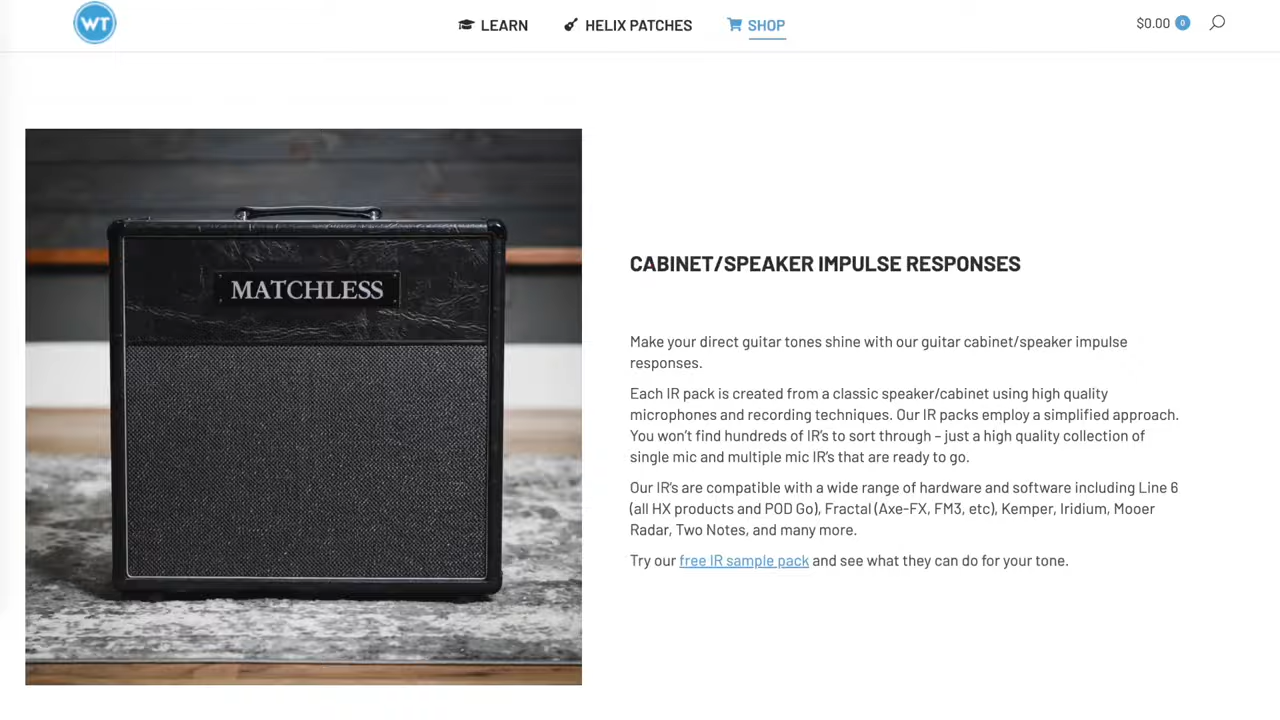 WT
LEARN
HELIX PATCHES
SHOP
$0.00
0
MATCHLESS
CABINET/SPEAKER IMPULSE RESPONSES
Make your direct guitar tones shine with our guitar cabinet/speaker impulse
responses.
Each IR pack is created from a classic speaker/cabinet using high quality
microphones and recording techniques. Our IR packs employ a simplified approach.
You won't find hundreds of IR's to sort through – just a high quality collection of
single mic and multiple mic IR's that are ready to go.
Our IR's are compatible with a wide range of hardware and software including Line 6
(all HX products and POD Go), Fractal (Axe-FX, FM3, etc), Kemper, Iridium, Mooer
Radar, Two Notes, and many more.
Try our free IR sample pack and see what they can do for your tone.